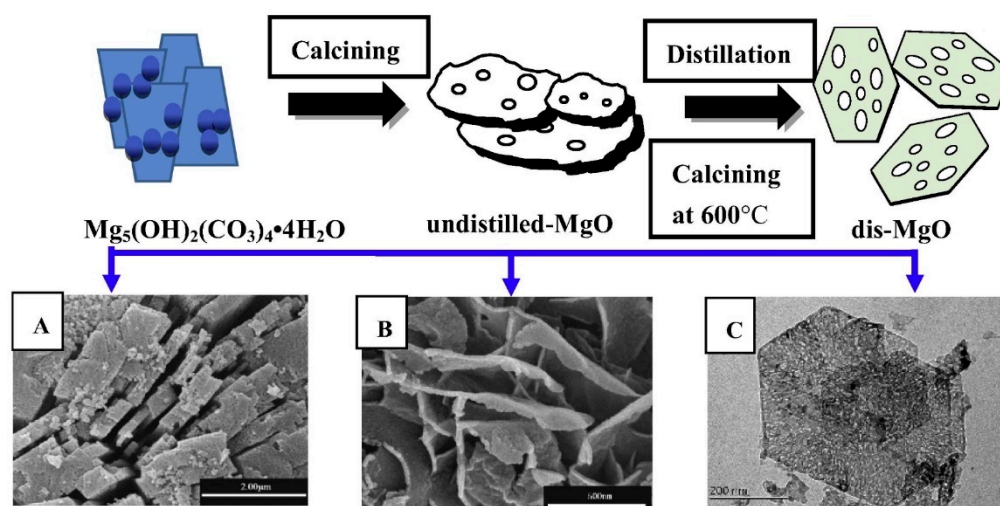 Calcining
Distillation
Calcining
at 600°C
Mg₅(OH)₂(CO₃)₄•4H₂O
undistilled-MgO
dis-MgO
A
B
C
2.00μm
500nm
200 nm